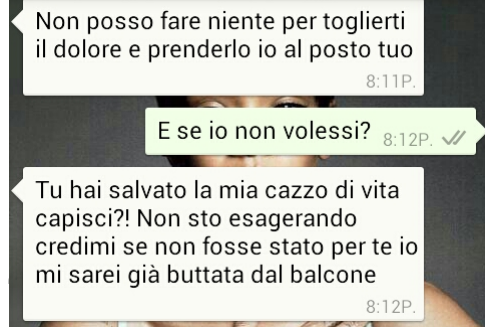 Non posso fare niente per toglierti
il dolore e prenderlo io al posto tuo
8:11P.
E se io non volessi? 8:12P.
Tu hai salvato la mia cazzo di vita
capisci?! Non sto esagerando
credimi se non fosse stato per te io
mi sarei già buttata dal balcone
8:12P.